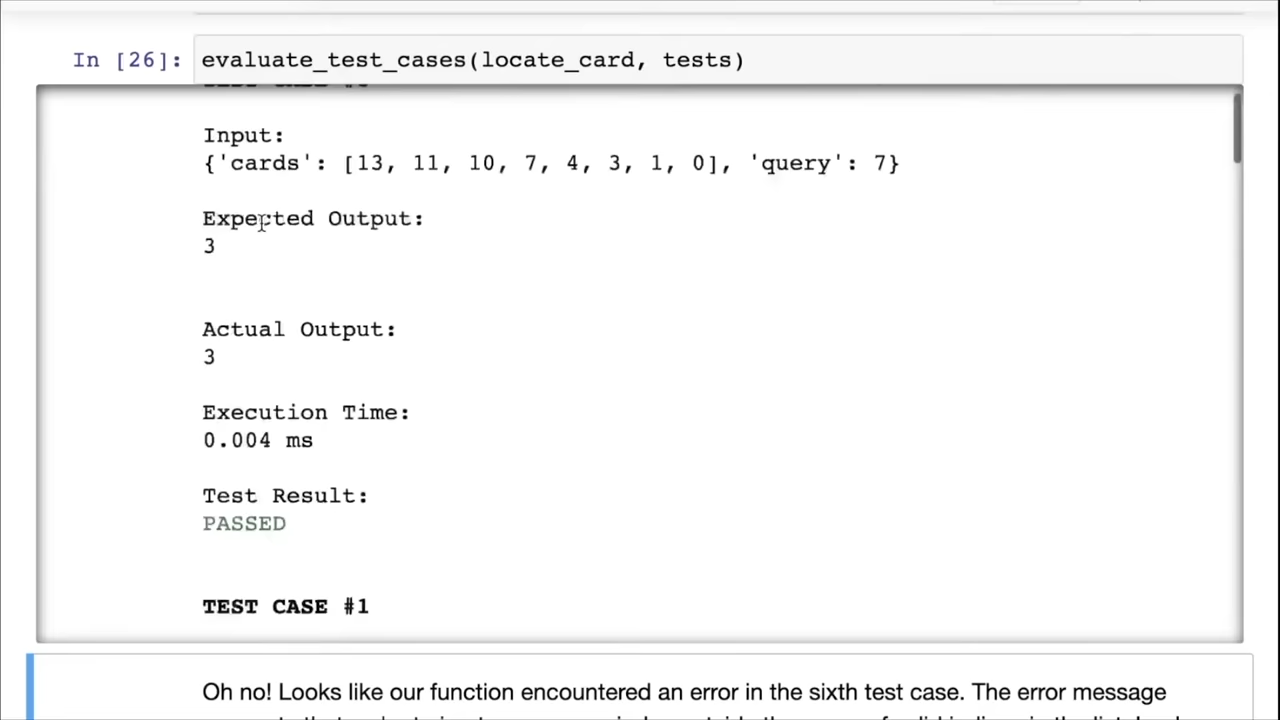 In [26]: evaluate_test_cases(locate_card, tests)
Input:
{'cards': [13, 11, 10, 7, 4, 3, 1, 0], 'query': 7}
Expected Output:
3
Actual Output:
3
Execution Time:
0.004 ms
Test Result:
PASSED
TEST CASE #1
Oh no! Looks like our function encountered an error in the sixth test case. The error message